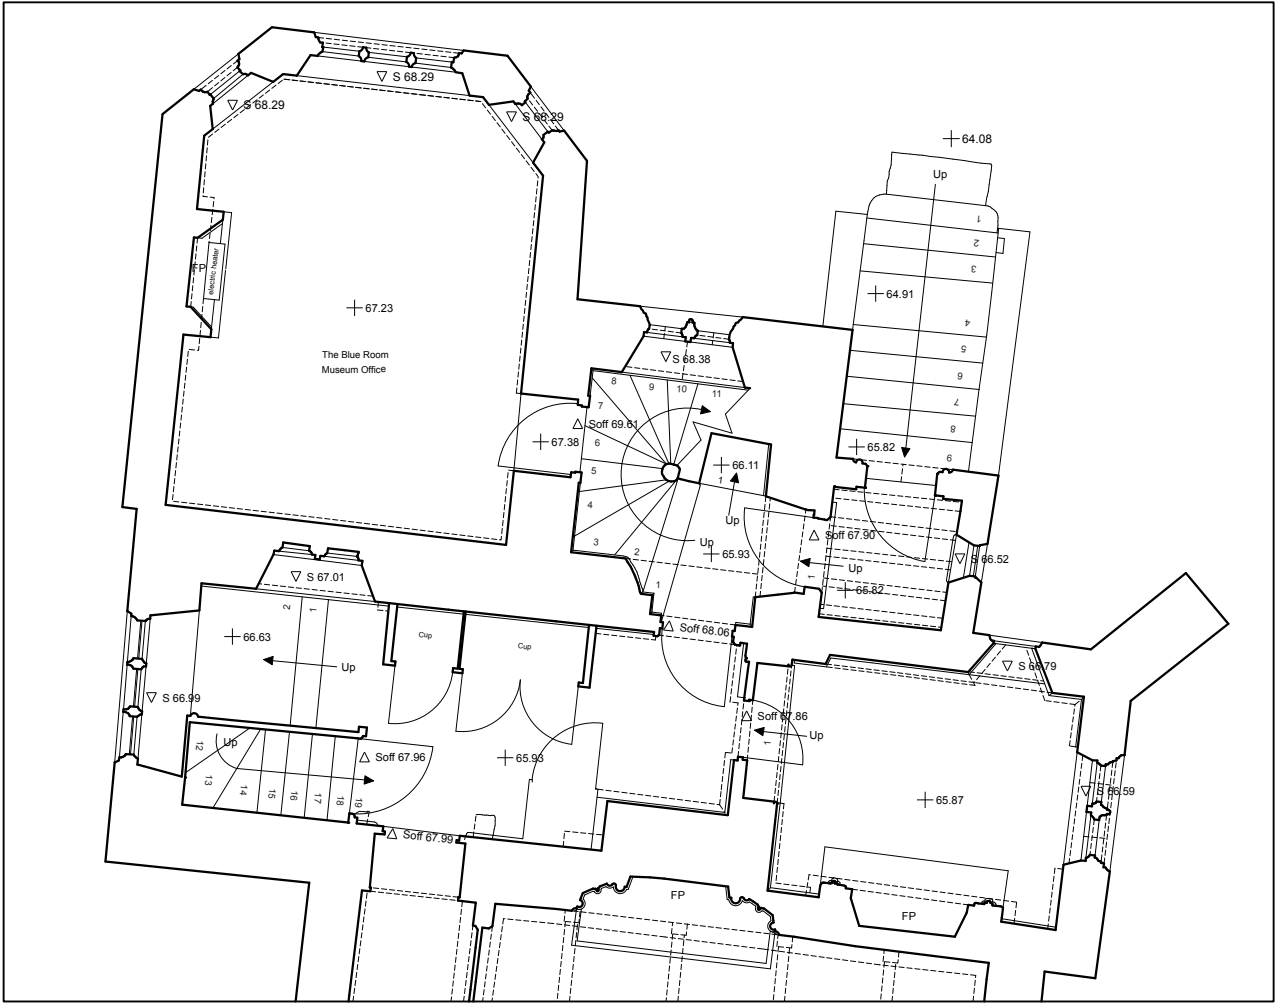 S 68.29
S 68.29
S 68.29
64.08
Up
1
2
3
64.91
4
5
6
7
8
9
65.82
FP
electric heater
67.23
The Blue Room
Museum Office
S 68.38
8
9
10
11
7
6
5
4
3
2
1
Soff 69.61
67.38
66.11
1
Up
Up
65.93
Soff 67.90
Up
1
65.82
S 66.52
S 67.01
2
1
66.63
Up
Cup
Cup
Soff 68.06
S 66.79
S 66.99
Soff 67.86
Up
1
12
Up
13
14
15
16
17
18
19
Soff 67.96
65.93
S 66.59
65.87
Soff 67.99
FP
FP